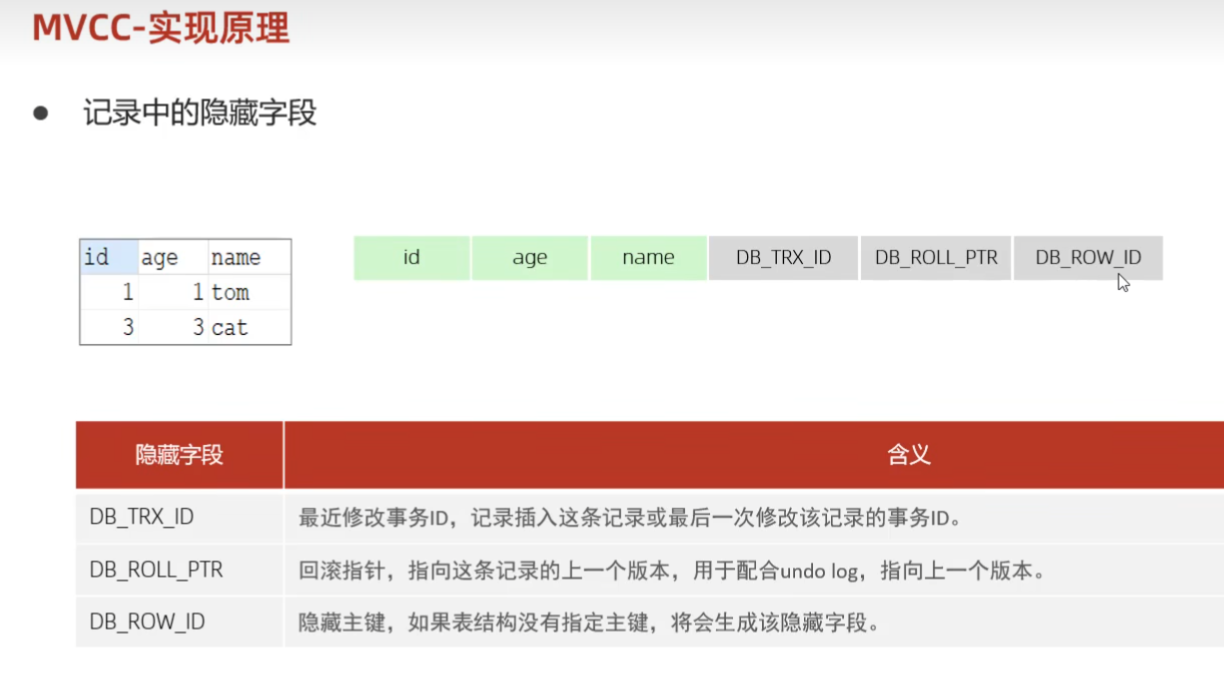 MVCC-实现原理
● 记录中的隐藏字段
id age name
1 1 tom
3 3 cat
id age name DB_TRX_ID DB_ROLL_PTR DB_ROW_ID
隐藏字段 含义
DB_TRX_ID 最近修改事务ID，记录插入这条记录或最后一次修改该记录的事务ID。
DB_ROLL_PTR 回滚指针，指向这条记录的上一个版本，用于配合undo log，指向上一个版本。
DB_ROW_ID 隐藏主键，如果表结构没有指定主键，将会生成该隐藏字段。